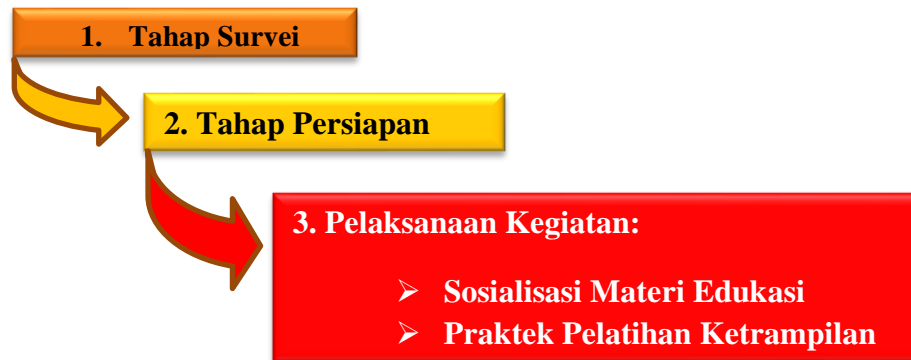 1. Tahap Survei
2. Tahap Persiapan
3. Pelaksanaan Kegiatan:
➢ Sosialisasi Materi Edukasi
➢ Praktek Pelatihan Ketrampilan